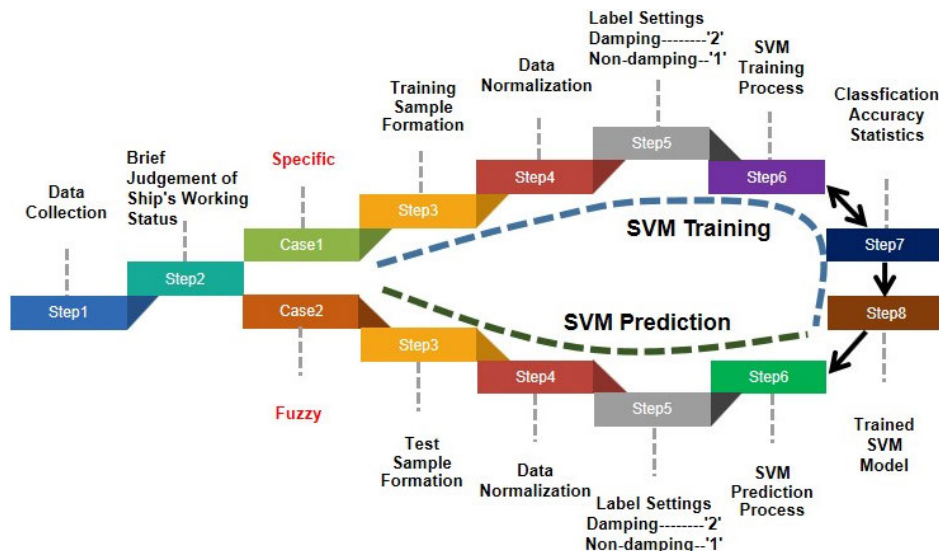 Label Settings
Damping--------'2'
Non-damping--'1'
SVM
Training
Process
Data
Normalization
Training
Sample
Formation
Classfication
Accuracy
Statistics
Brief
Judgement of
Ship's Working
Status
Specific
Data
Collection
Step5
Step4
Step6
Step3
Case1
Step7
SVM Training
Step2
Step1
Case2
Step8
SVM Prediction
Step3
Step4
Step6
Step5
Fuzzy
Test
Sample
Formation
Data
Normalization
Label Settings
Damping--------'2'
Non-damping--'1'
SVM
Prediction
Process
Trained
SVM
Model